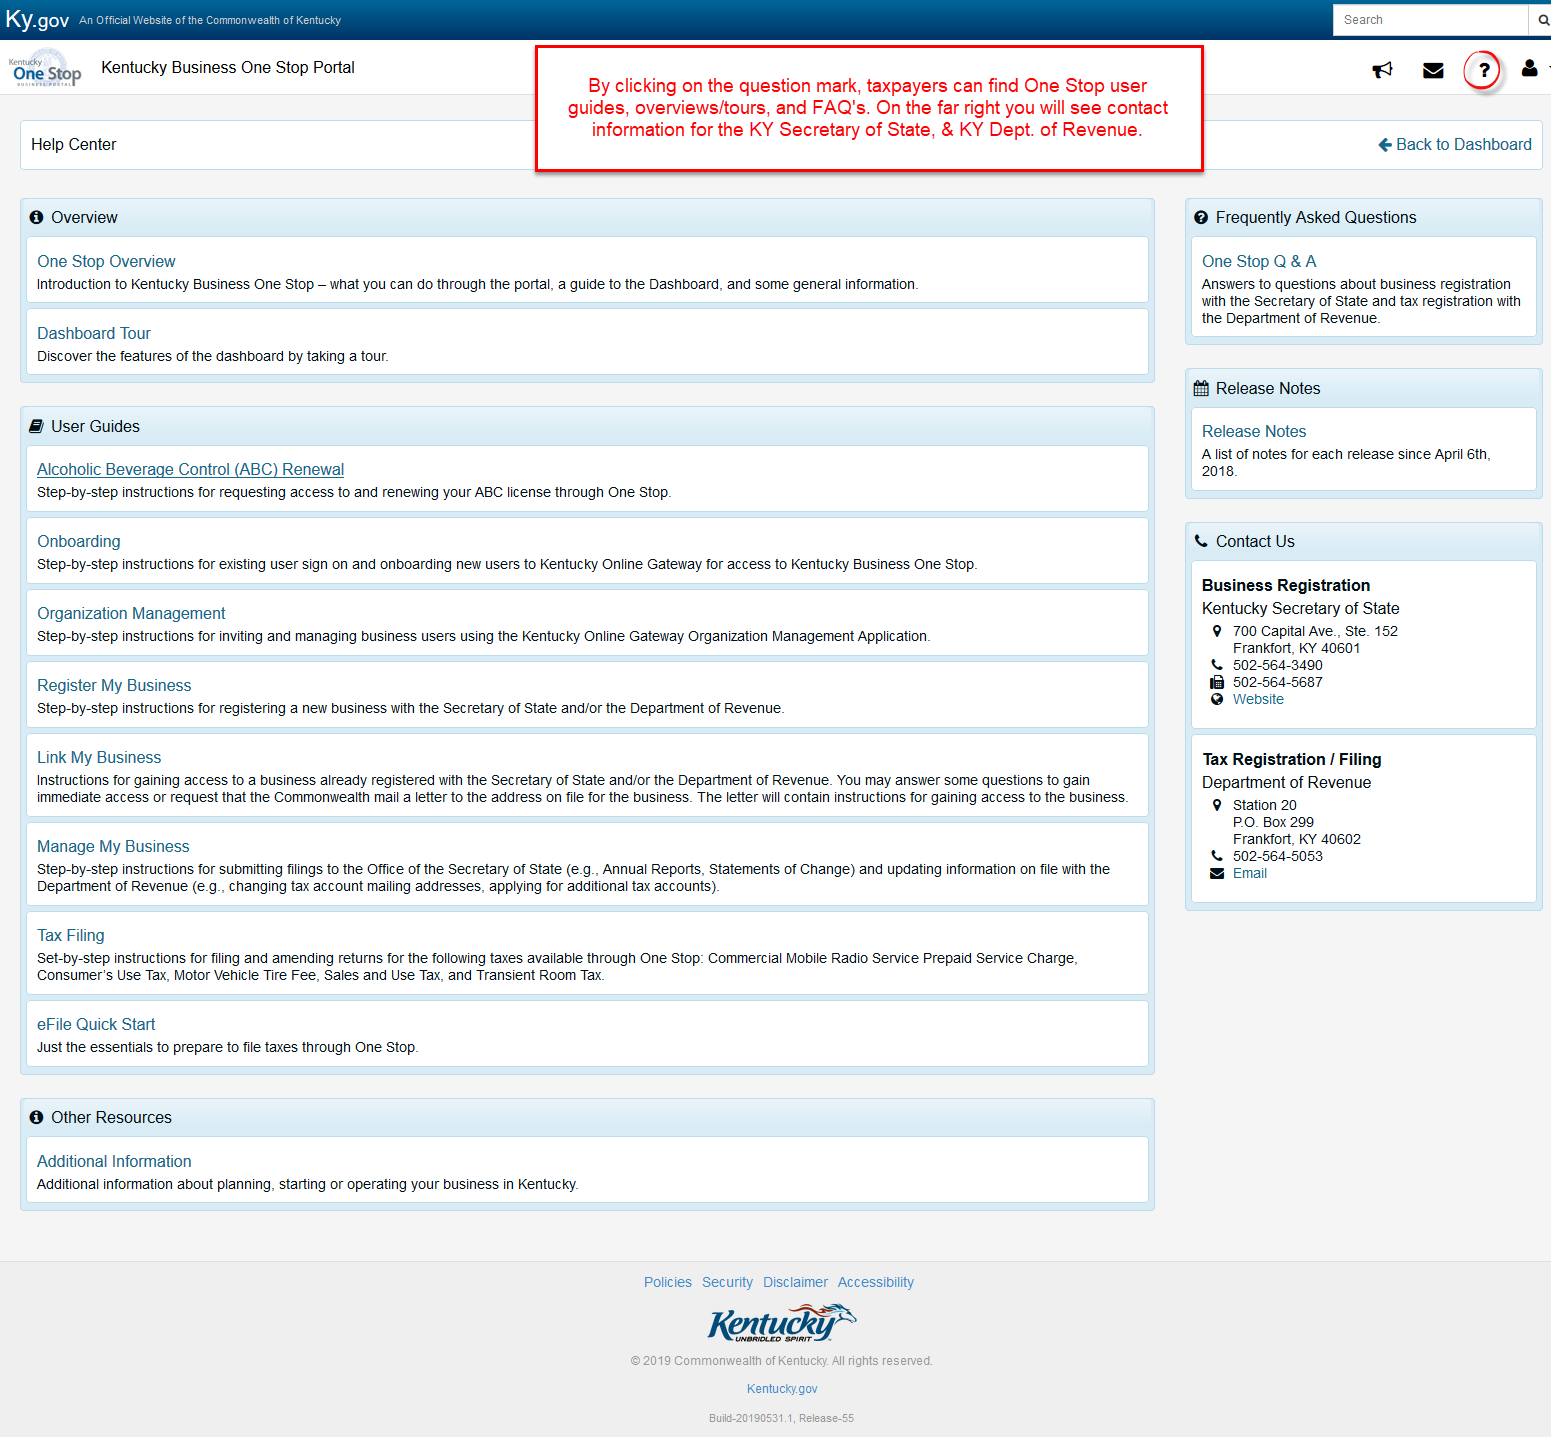 Ky.gov An Official Website of the Commonwealth of Kentucky
Search
Kentucky
One Stop
BUSINESS PORTAL
Kentucky Business One Stop Portal
By clicking on the question mark, taxpayers can find One Stop user
guides, overviews/tours, and FAQ's. On the far right you will see contact
information for the KY Secretary of State, & KY Dept. of Revenue.
?
Help Center
Back to Dashboard
Overview
One Stop Overview
Introduction to Kentucky Business One Stop – what you can do through the portal, a guide to the Dashboard, and some general information.
Dashboard Tour
Discover the features of the dashboard by taking a tour.
User Guides
Alcoholic Beverage Control (ABC) Renewal
Step-by-step instructions for requesting access to and renewing your ABC license through One Stop.
Onboarding
Step-by-step instructions for existing user sign on and onboarding new users to Kentucky Online Gateway for access to Kentucky Business One Stop.
Organization Management
Step-by-step instructions for inviting and managing business users using the Kentucky Online Gateway Organization Management Application.
Register My Business
Step-by-step instructions for registering a new business with the Secretary of State and/or the Department of Revenue.
Link My Business
Instructions for gaining access to a business already registered with the Secretary of State and/or the Department of Revenue. You may answer some questions to gain
immediate access or request that the Commonwealth mail a letter to the address on file for the business. The letter will contain instructions for gaining access to the business.
Manage My Business
Step-by-step instructions for submitting filings to the Office of the Secretary of State (e.g., Annual Reports, Statements of Change) and updating information on file with the
Department of Revenue (e.g., changing tax account mailing addresses, applying for additional tax accounts).
Tax Filing
Set-by-step instructions for filing and amending returns for the following taxes available through One Stop: Commercial Mobile Radio Service Prepaid Service Charge,
Consumer's Use Tax, Motor Vehicle Tire Fee, Sales and Use Tax, and Transient Room Tax.
eFile Quick Start
Just the essentials to prepare to file taxes through One Stop.
Other Resources
Additional Information
Additional information about planning, starting or operating your business in Kentucky.
Frequently Asked Questions
One Stop Q & A
Answers to questions about business registration
with the Secretary of State and tax registration with
the Department of Revenue.
Release Notes
Release Notes
A list of notes for each release since April 6th,
2018.
Contact Us
Business Registration
Kentucky Secretary of State
700 Capital Ave., Ste. 152
Frankfort, KY 40601
502-564-3490
502-564-5687
Website
Tax Registration / Filing
Department of Revenue
Station 20
P.O. Box 299
Frankfort, KY 40602
502-564-5053
Email
Policies Security Disclaimer Accessibility
Kentucky
UNBRIDLED SPIRIT
© 2019 Commonwealth of Kentucky. All rights reserved.
Kentucky.gov
Build-20190531.1, Release-55